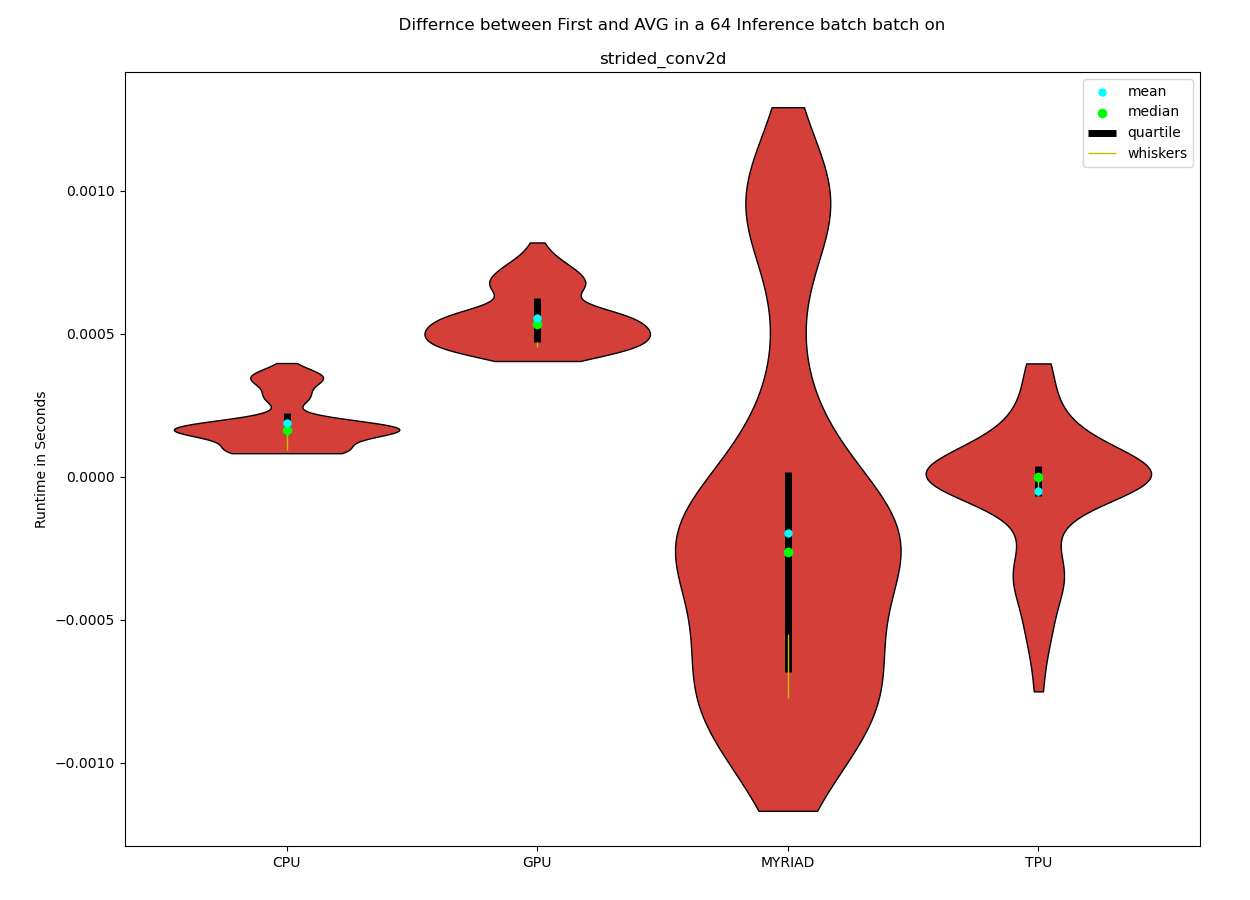 Differnce between First and AVG in a 64 Inference batch batch on
strided_conv2d
mean
median
quartile
whiskers
Runtime in Seconds
0.0010
0.0005
0.0000
−0.0005
−0.0010
CPU GPU MYRIAD TPU